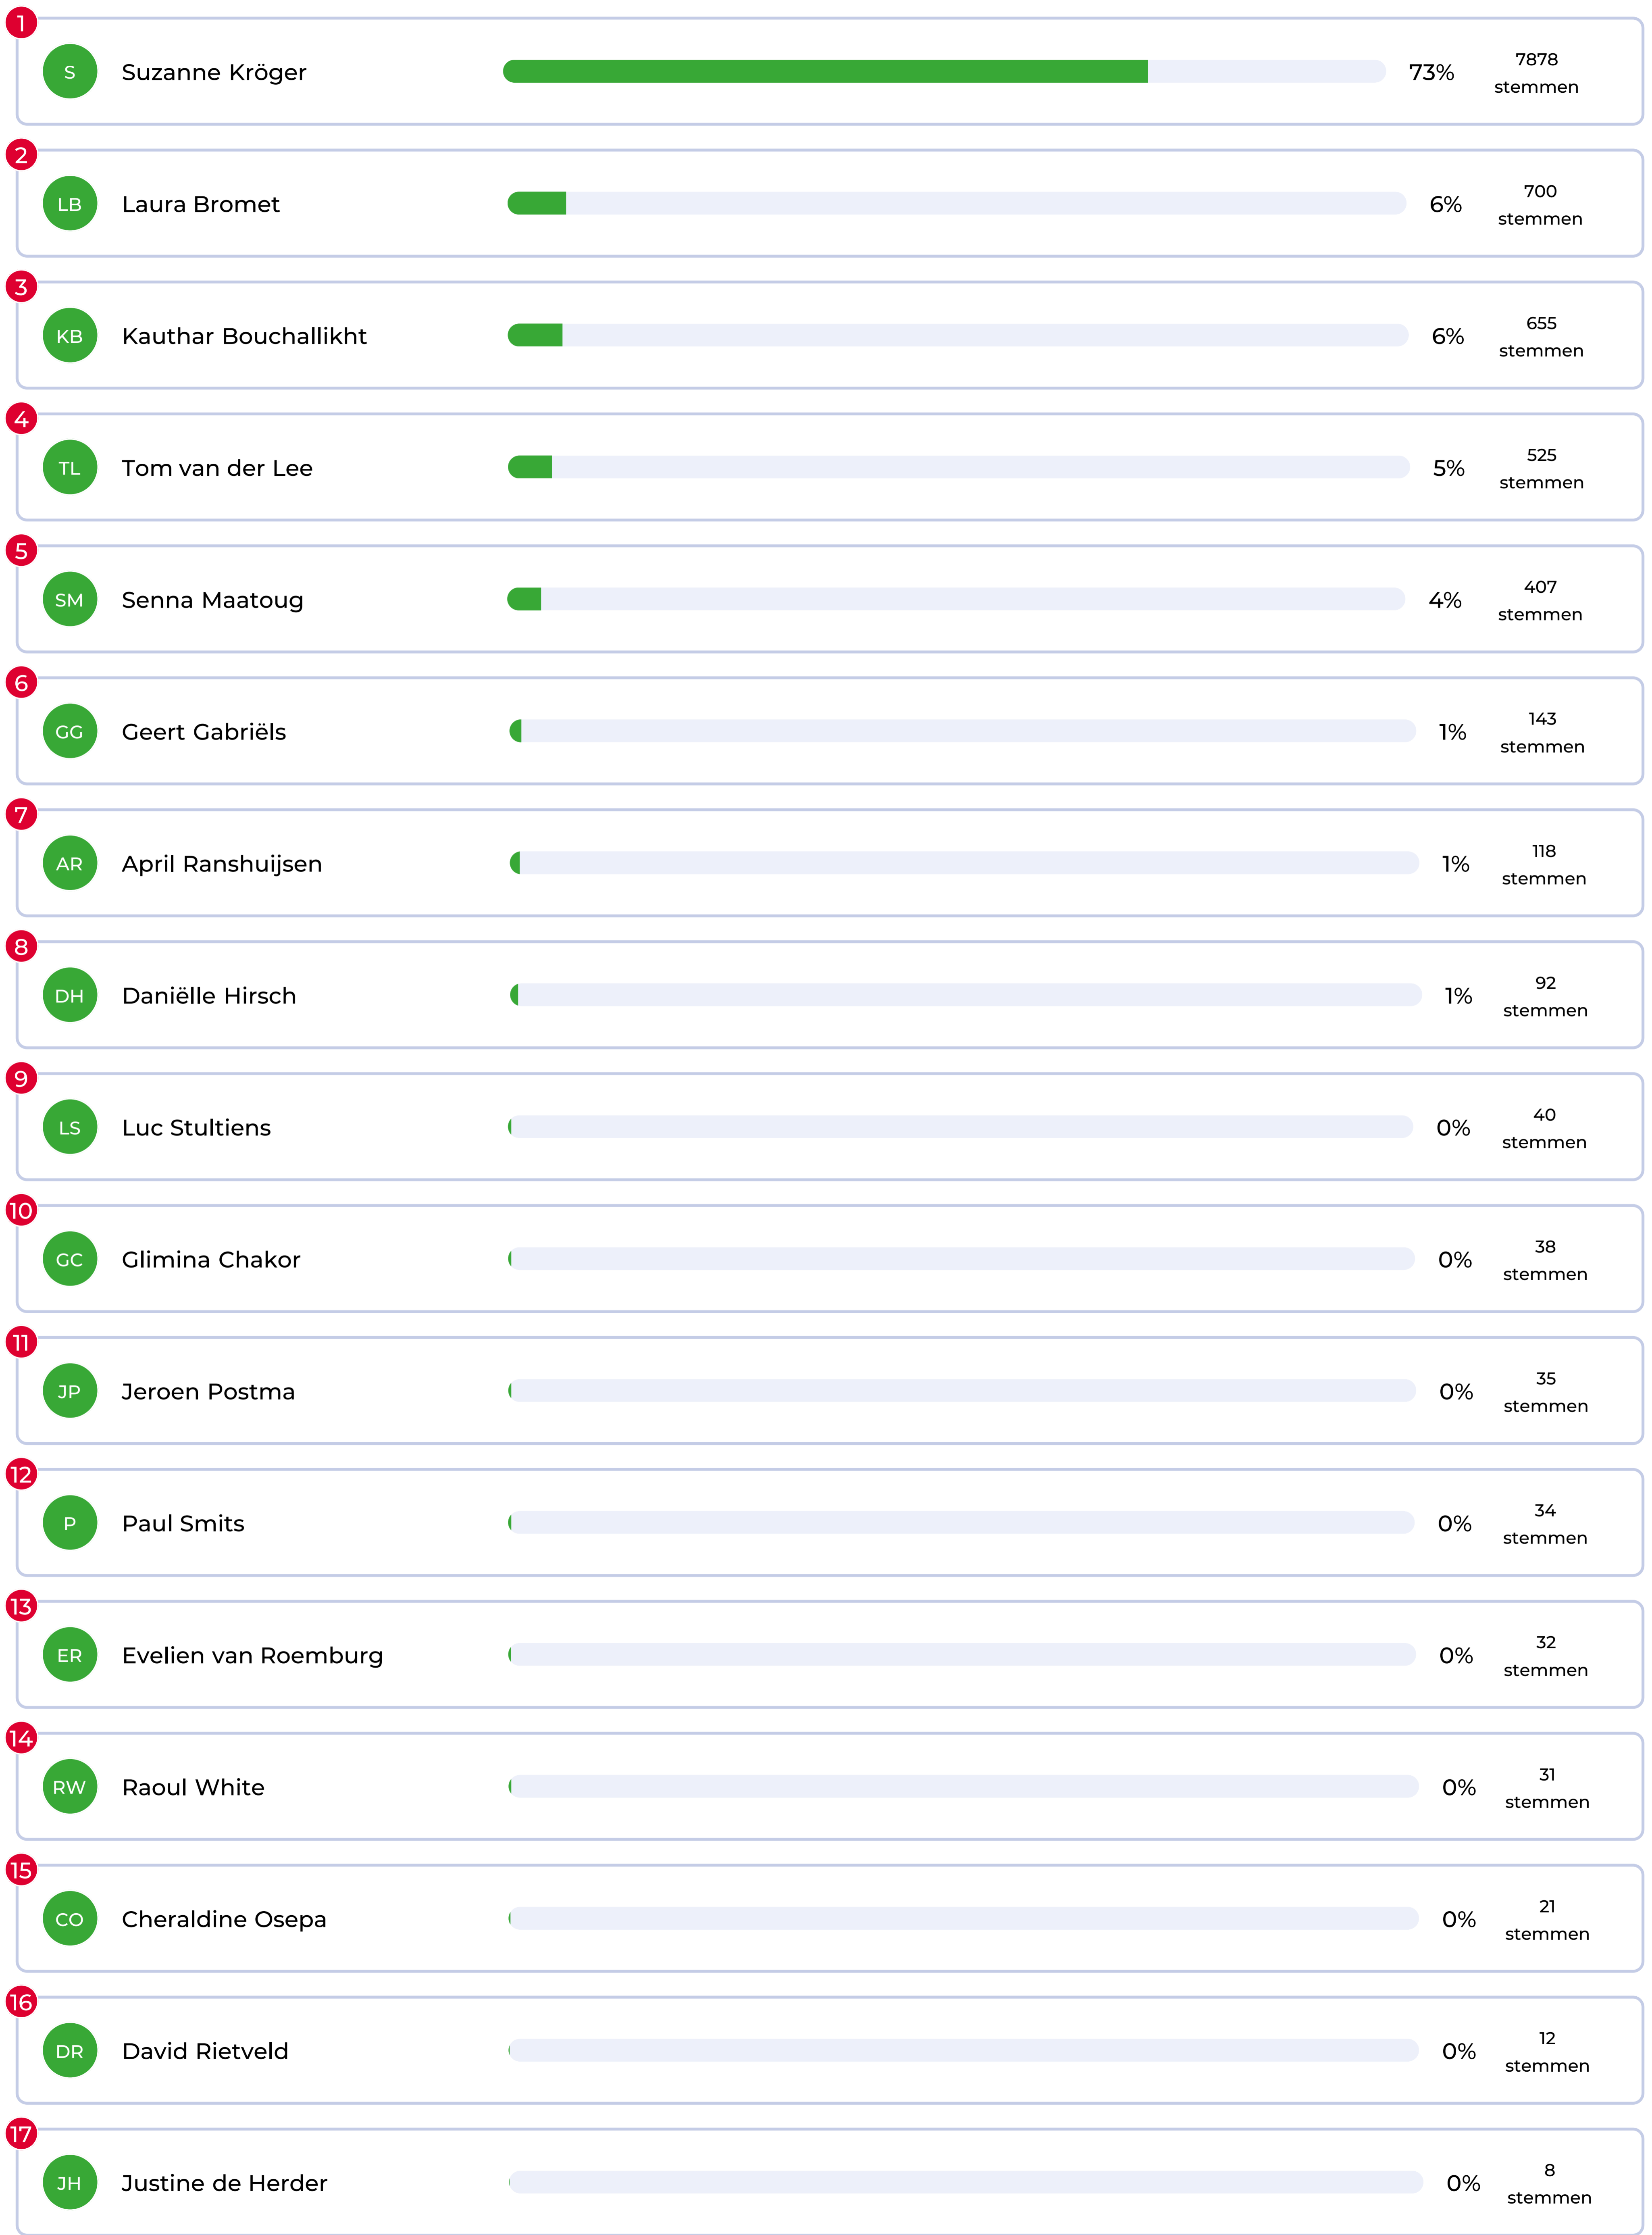 1
S
Suzanne Kröger
73%
7878
stemmen
2
LB
Laura Bromet
6%
700
stemmen
3
KB
Kauthar Bouchallikht
6%
655
stemmen
4
TL
Tom van der Lee
5%
525
stemmen
5
SM
Senna Maatoug
4%
407
stemmen
6
GG
Geert Gabriëls
1%
143
stemmen
7
AR
April Ranshuijsen
1%
118
stemmen
8
DH
Daniëlle Hirsch
1%
92
stemmen
9
LS
Luc Stultiens
0%
40
stemmen
10
GC
Glimina Chakor
0%
38
stemmen
11
JP
Jeroen Postma
0%
35
stemmen
12
P
Paul Smits
0%
34
stemmen
13
ER
Evelien van Roemburg
0%
32
stemmen
14
RW
Raoul White
0%
31
stemmen
15
CO
Cheraldine Osepa
0%
21
stemmen
16
DR
David Rietveld
0%
12
stemmen
17
JH
Justine de Herder
0%
8
stemmen